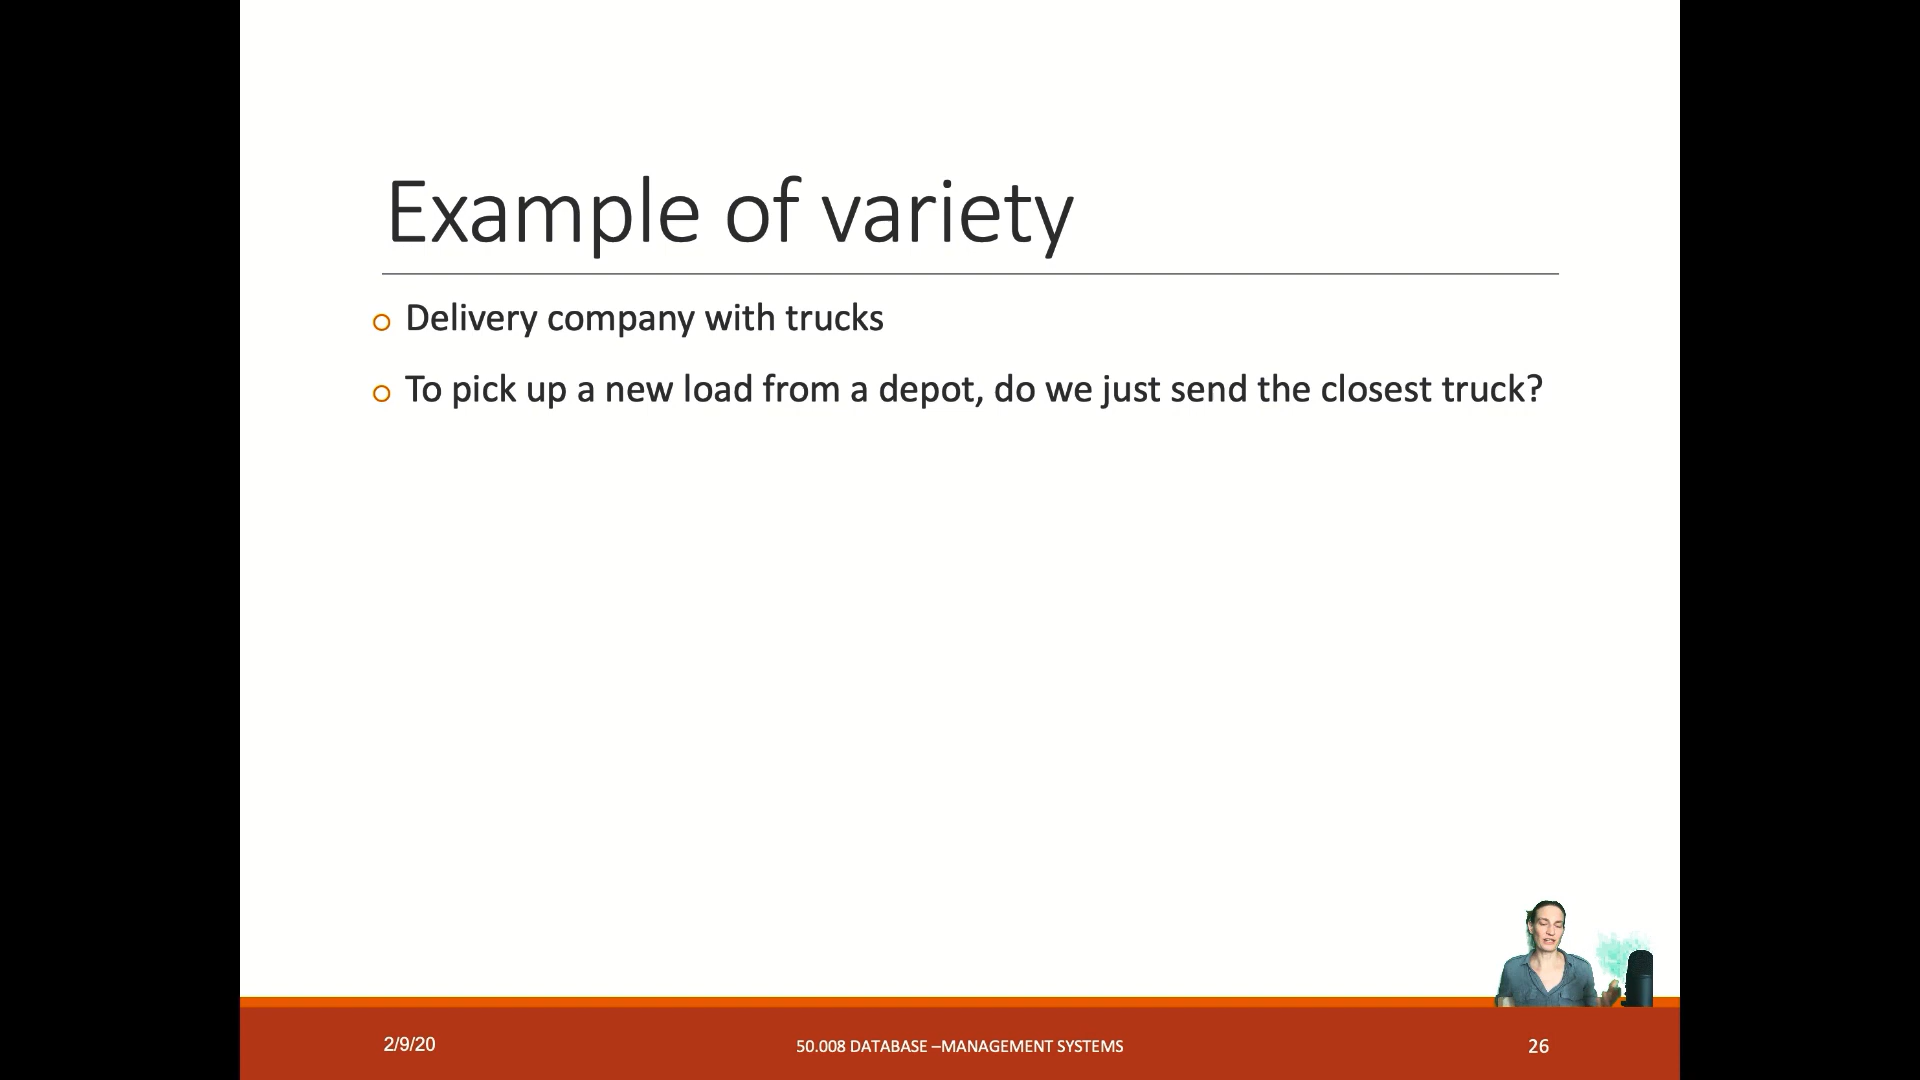 Example of variety
Delivery company with trucks
To pick up a new load from a depot, do we just send the closest truck?
2/9/20
50.008 DATABASE –MANAGEMENT SYSTEMS
26